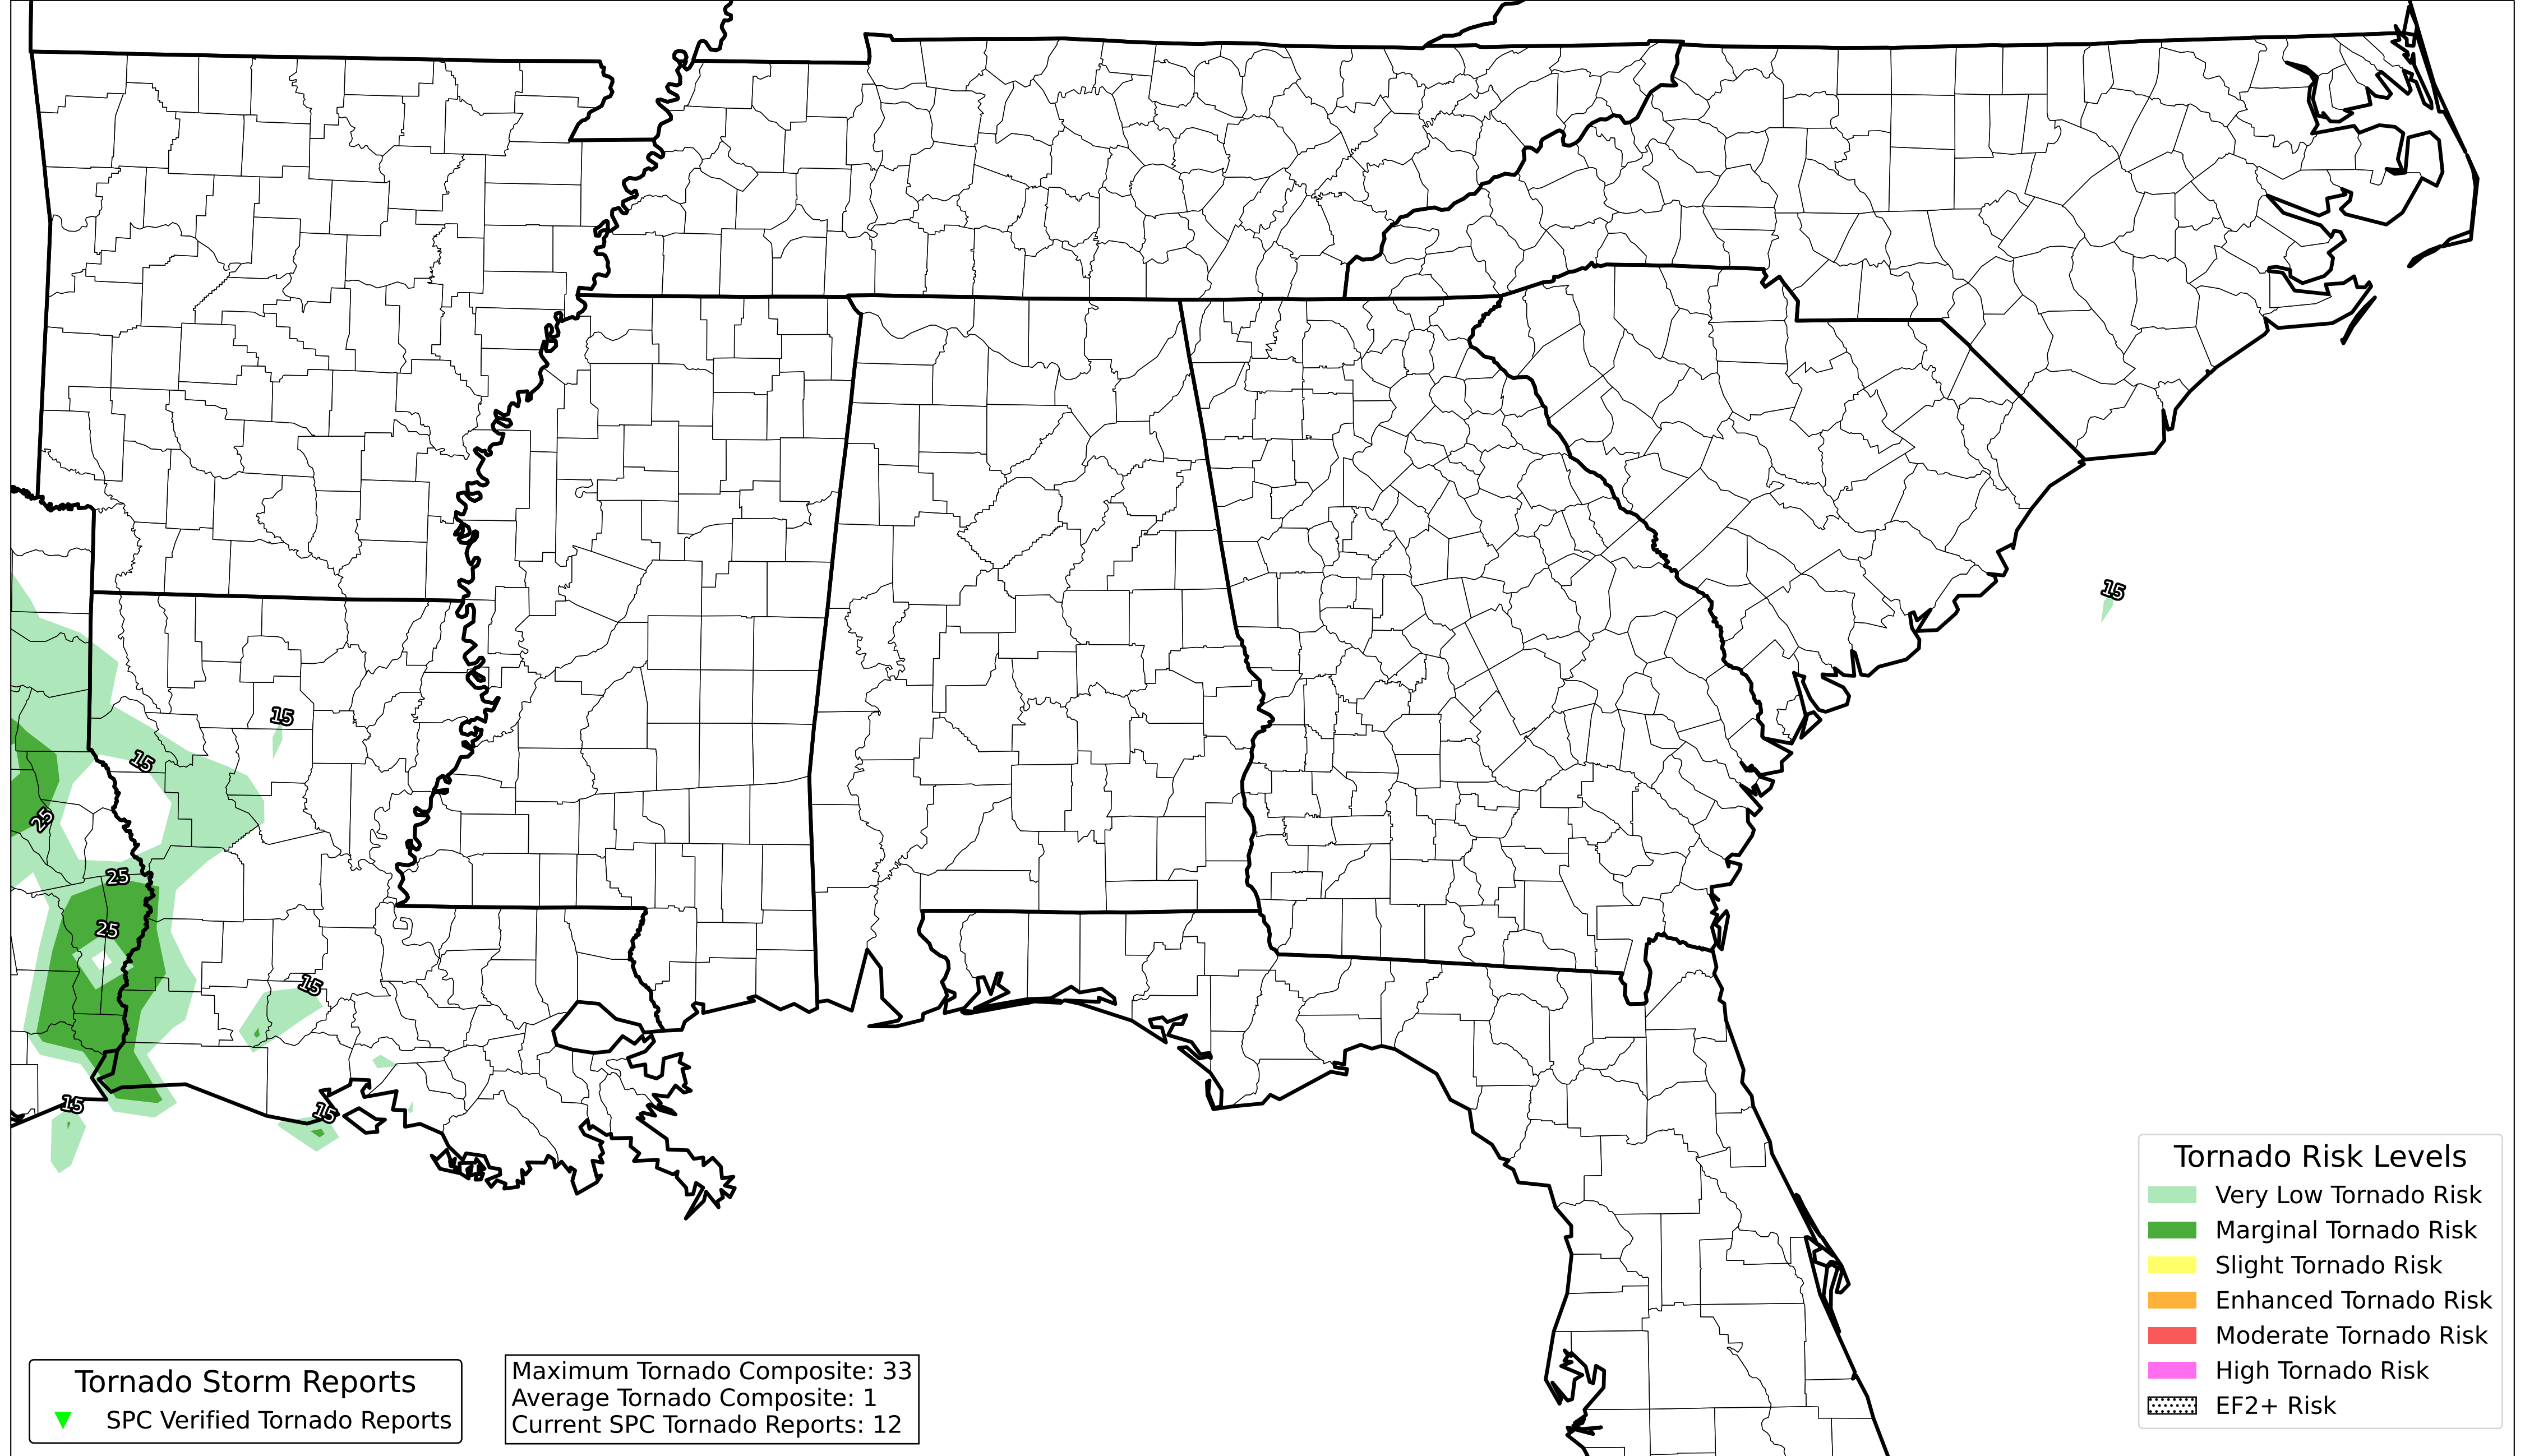 15
15
15
25
25
25
15
15
15
Tornado Risk Levels
Very Low Tornado Risk
Marginal Tornado Risk
Slight Tornado Risk
Enhanced Tornado Risk
Moderate Tornado Risk
High Tornado Risk
EF2+ Risk
Tornado Storm Reports
SPC Verified Tornado Reports
Maximum Tornado Composite: 33
Average Tornado Composite: 1
Current SPC Tornado Reports: 12